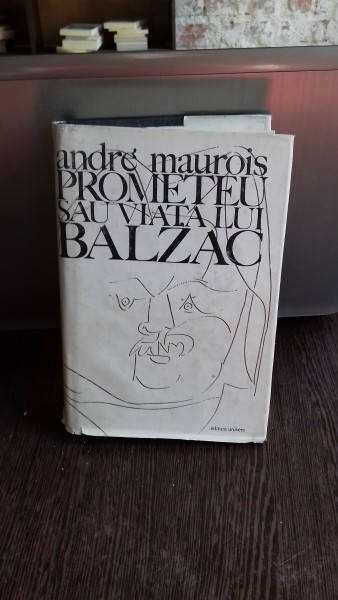 andré maurois
PROMETEU
SAU VIAȚA LUI
BALZAC
editura univers